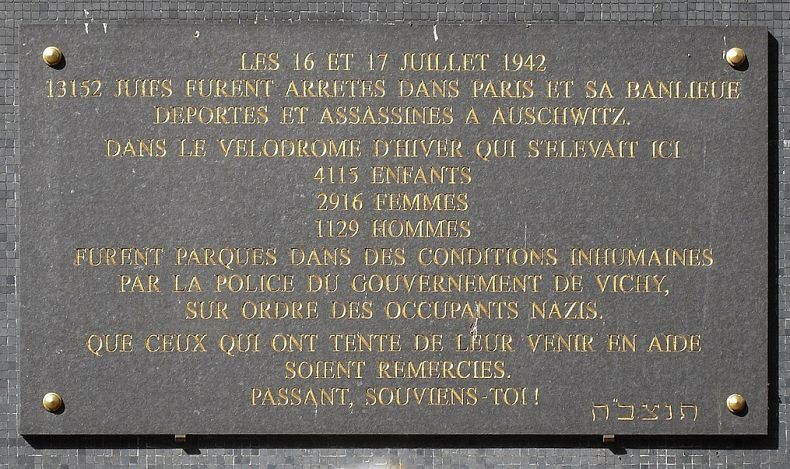 LES 16 ET 17 JUILLET 1942
13152 JUIFS FURENT ARRETES DANS PARIS ET SA BANLIEUE
DEPORTES ET ASSASSINES A AUSCHWITZ.
DANS LE VELODROME D'HIVER QUI S'ELEVAIT ICI
4115 ENFANTS
2916 FEMMES
1129 HOMMES
FURENT PARQUES DANS DES CONDITIONS INHUMAINES
PAR LA POLICE DU GOUVERNEMENT DE VICHY,
SUR ORDRE DES OCCUPANTS NAZIS.
QUE CEUX QUI ONT TENTE DE LEUR VENIR EN AIDE
SOIENT REMERCIES.
PASSANT, SOUVIENS-TOI !
תנצב"ה